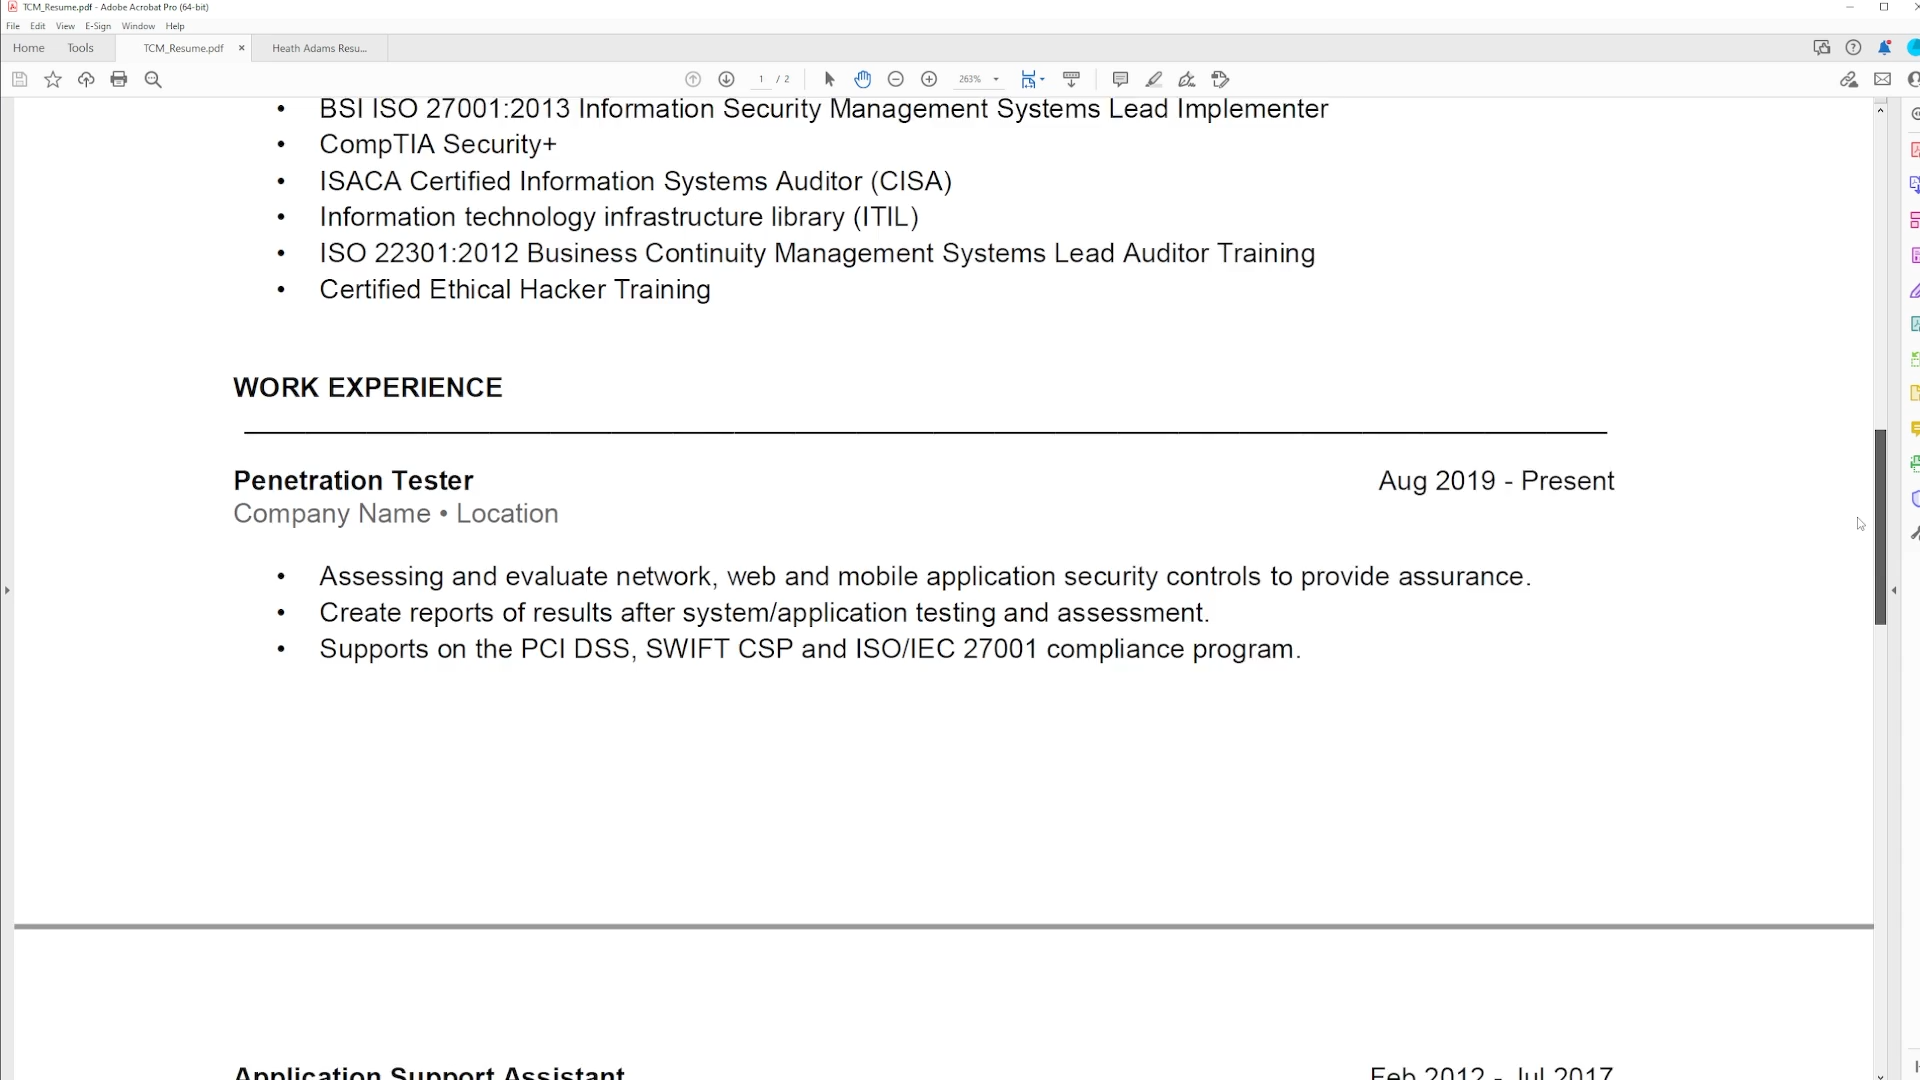 TCM_Resume.pdf - Adobe Acrobat Pro (64-bit)
File Edit View E-Sign Window Help
Home Tools TCM_Resume.pdf × Heath Adams Resu...
1 / 2 263%
• BSI ISO 27001:2013 Information Security Management Systems Lead Implementer
• CompTIA Security+
• ISACA Certified Information Systems Auditor (CISA)
• Information technology infrastructure library (ITIL)
• ISO 22301:2012 Business Continuity Management Systems Lead Auditor Training
• Certified Ethical Hacker Training
WORK EXPERIENCE
Penetration Tester Aug 2019 - Present
Company Name • Location
• Assessing and evaluate network, web and mobile application security controls to provide assurance.
• Create reports of results after system/application testing and assessment.
• Supports on the PCI DSS, SWIFT CSP and ISO/IEC 27001 compliance program.
Application Support Assistant Feb 2012 - Jul 2017